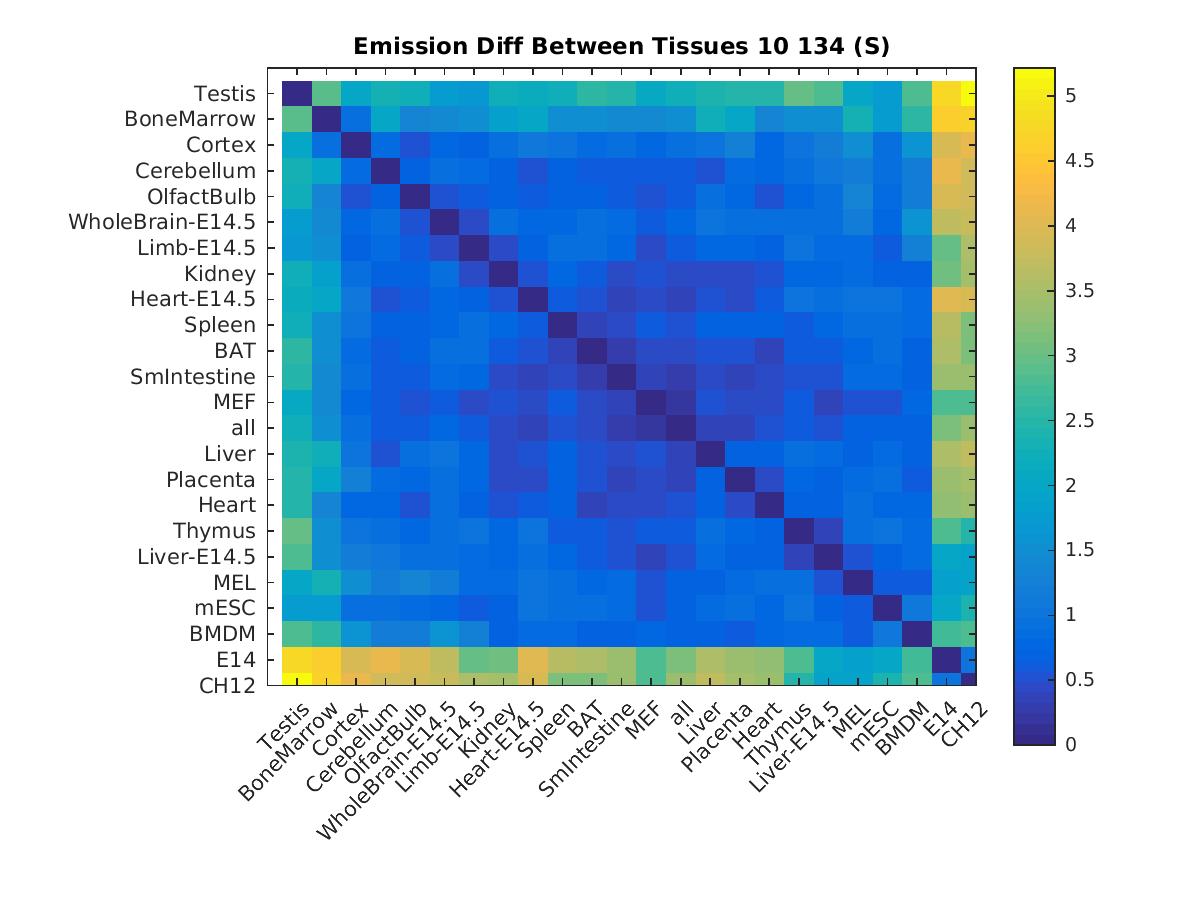 Emission Diff Between Tissues 10 134 (S)
Testis
BoneMarrow
Cortex
Cerebellum
OlfactBulb
WholeBrain-E14.5
Limb-E14.5
Kidney
Heart-E14.5
Spleen
BAT
SmIntestine
MEF
all
Liver
Placenta
Heart
Thymus
Liver-E14.5
MEL
mESC
BMDM
E14
CH12
Testis
BoneMarrow
Cortex
Cerebellum
OlfactBulb
WholeBrain-E14.5
Limb-E14.5
Kidney
Heart-E14.5
Spleen
BAT
SmIntestine
MEF
all
Liver
Placenta
Heart
Thymus
Liver-E14.5
MEL
mESC
BMDM
E14
CH12
5
4.5
4
3.5
3
2.5
2
1.5
1
0.5
0